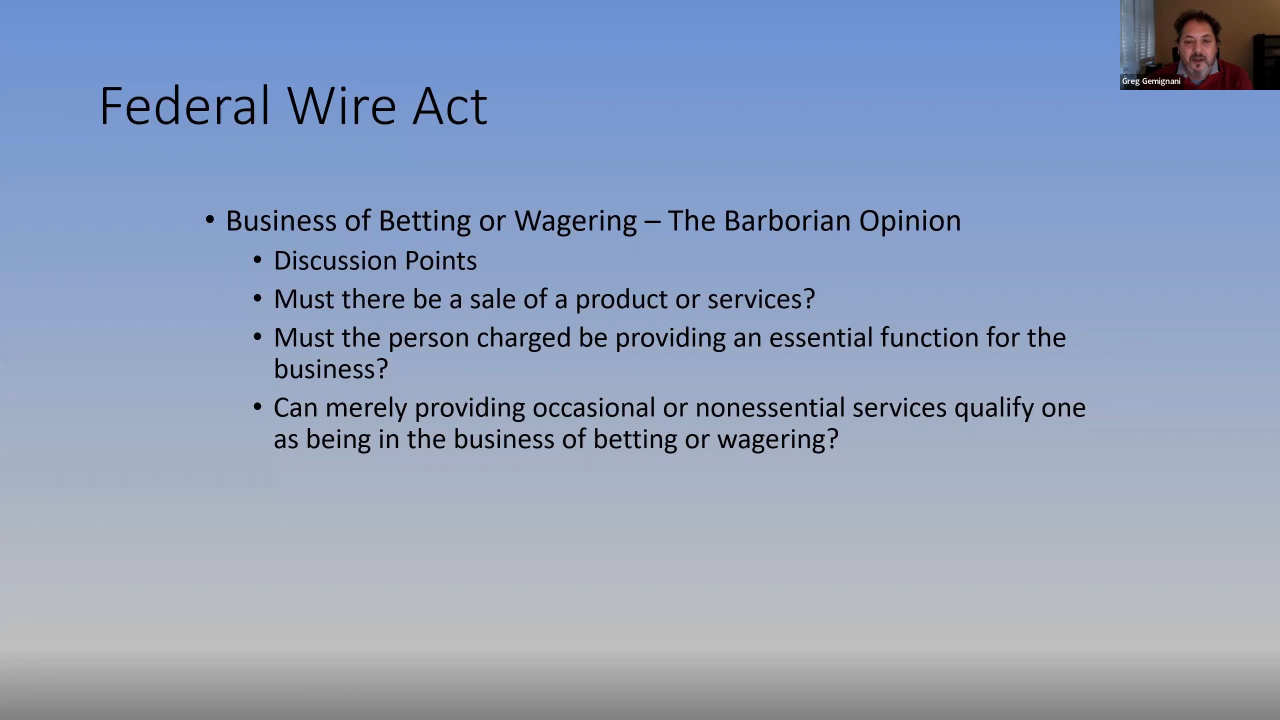 Greg Gemignani
Federal Wire Act
• Business of Betting or Wagering – The Barborian Opinion
• Discussion Points
• Must there be a sale of a product or services?
• Must the person charged be providing an essential function for the
business?
• Can merely providing occasional or nonessential services qualify one
as being in the business of betting or wagering?